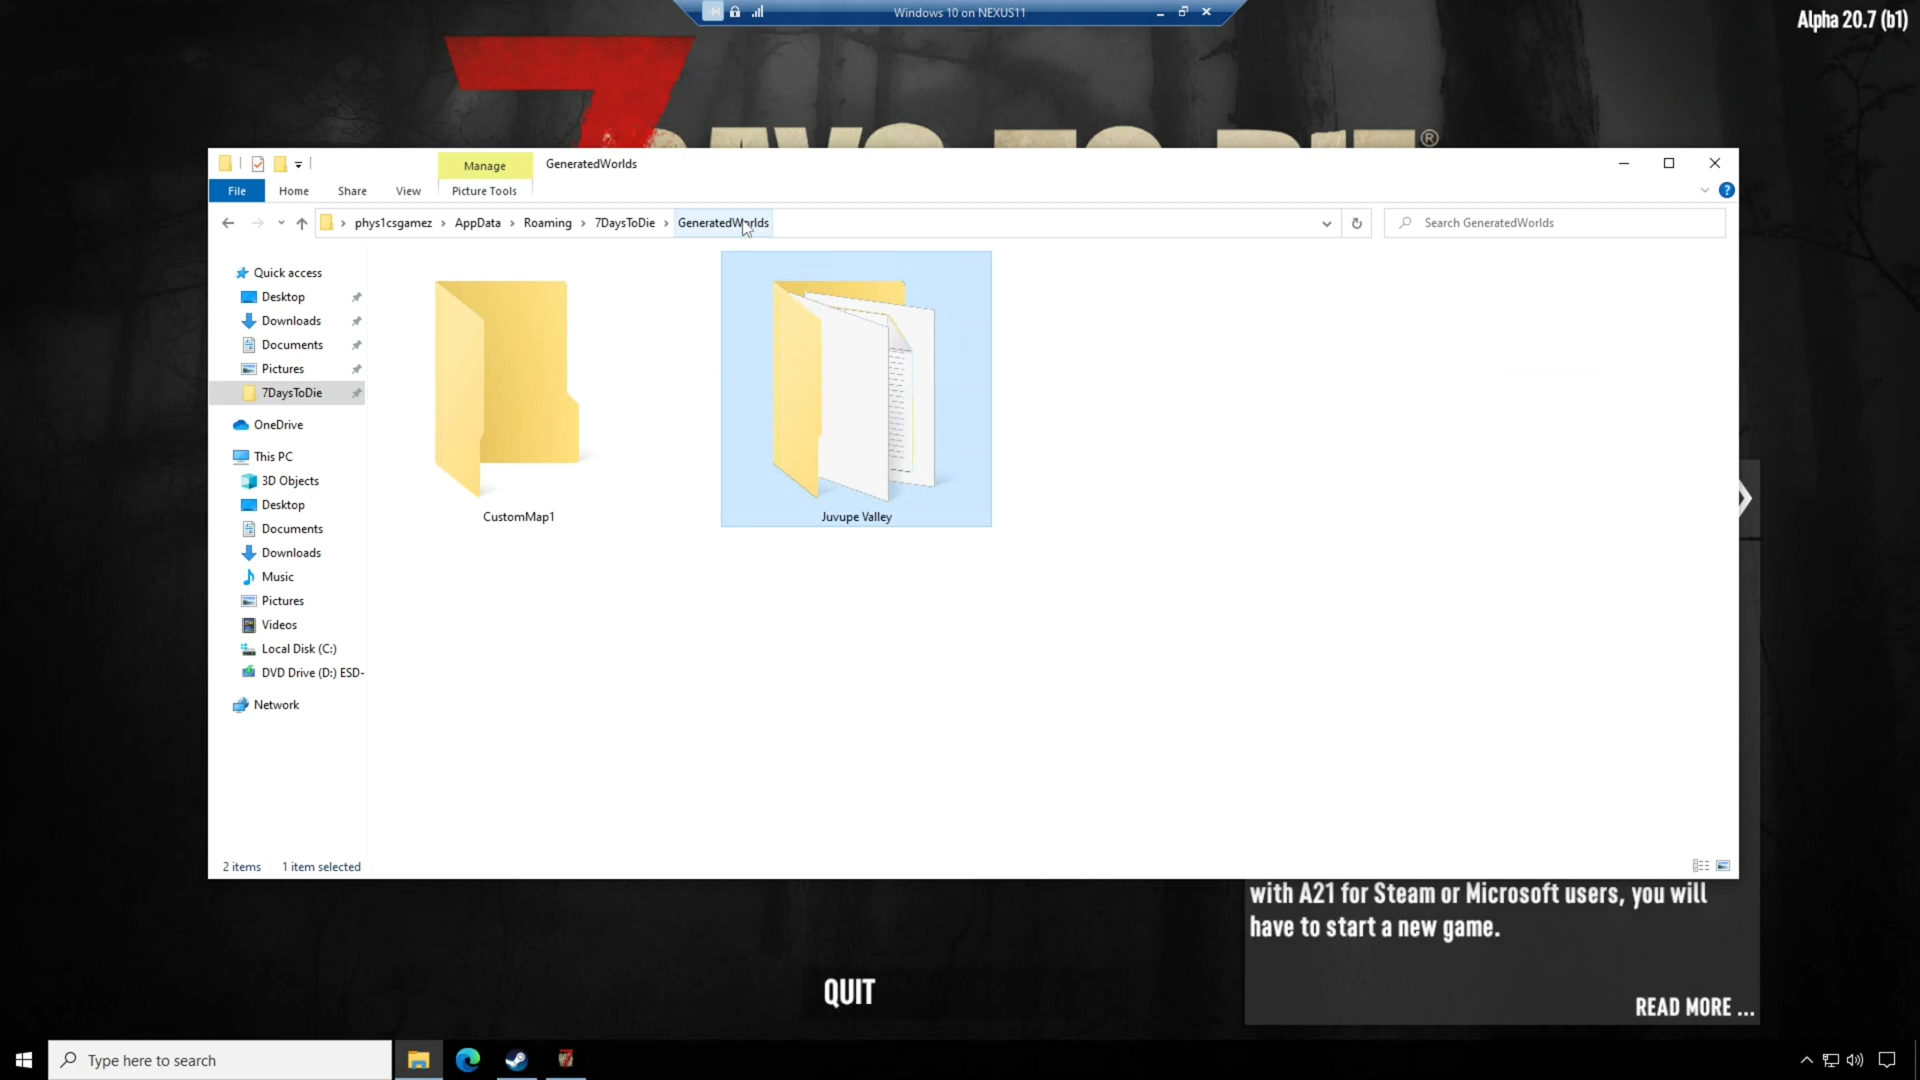 Windows 10 on NEXUS11
Alpha 20.7 (b1)
7 DAYS TO DIE ®
Manage
GeneratedWorlds
File
Home
Share
View
Picture Tools
phys1csgamez
AppData
Roaming
7DaysToDie
GeneratedWorlds
Search GeneratedWorlds
Quick access
Desktop
Downloads
Documents
Pictures
7DaysToDie
OneDrive
This PC
3D Objects
Desktop
Documents
Downloads
Music
Pictures
Videos
Local Disk (C:)
DVD Drive (D:) ESD-
Network
CustomMap1
Juvupe Valley
2 items
1 item selected
with A21 for Steam or Microsoft users, you will
have to start a new game.
QUIT
READ MORE ...
Type here to search